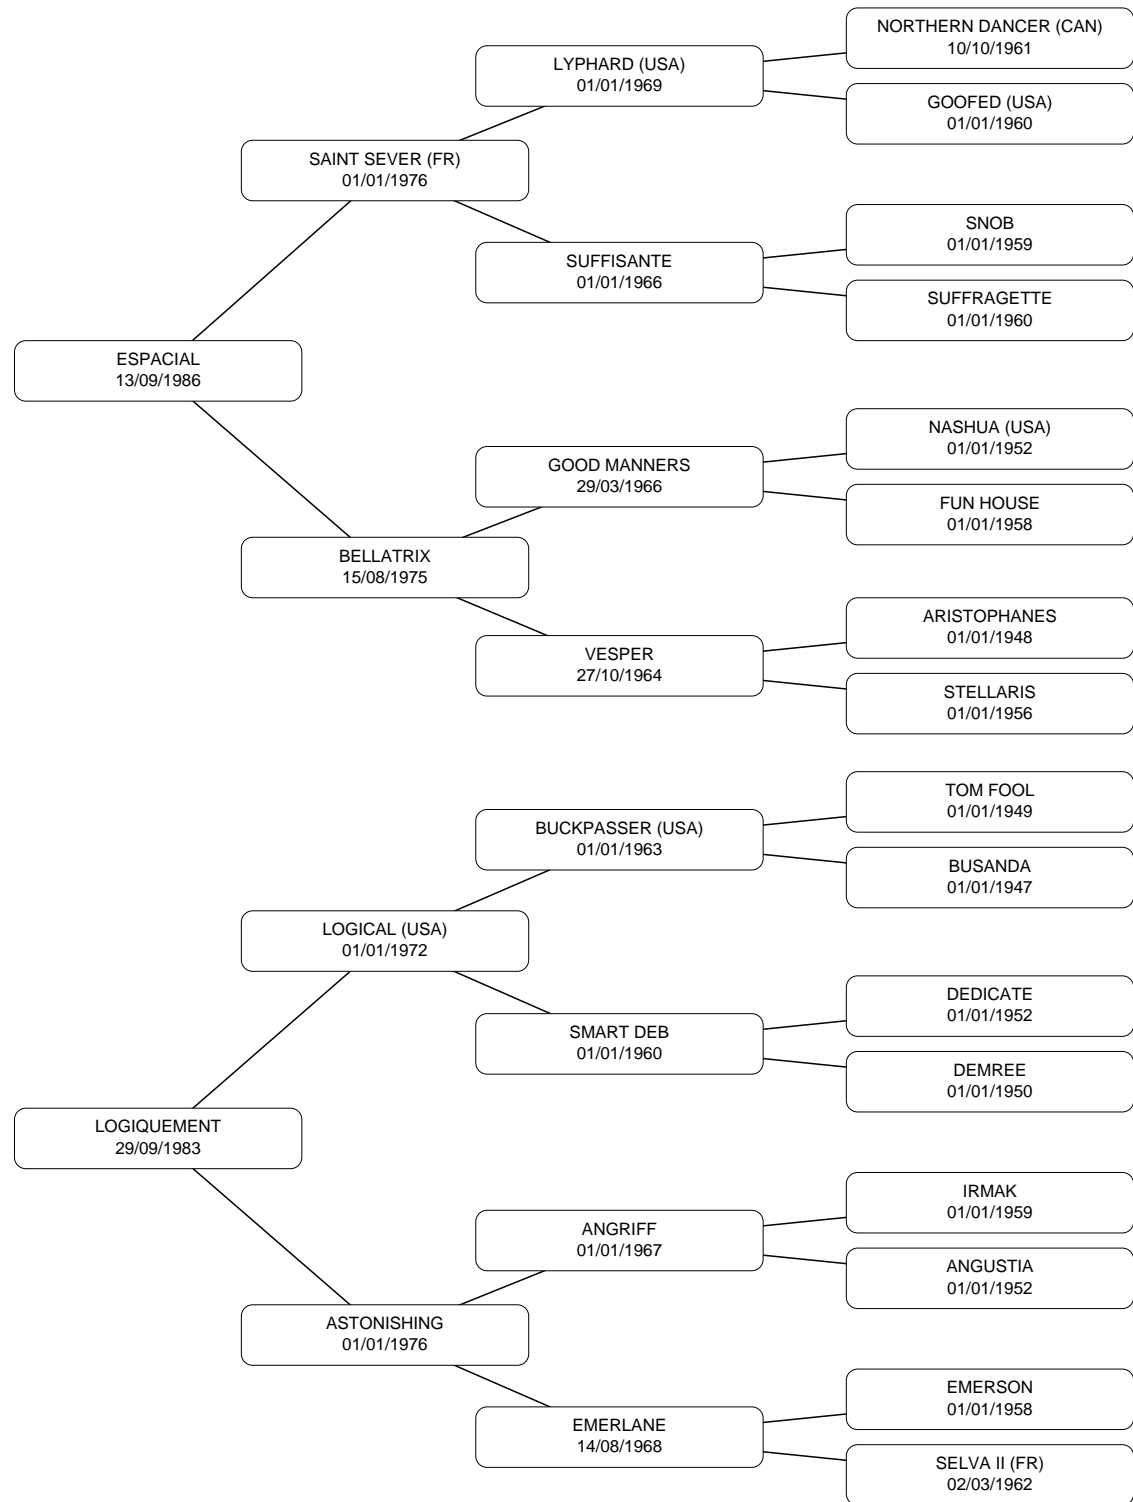 NORTHERN DANCER (CAN)
10/10/1961
LYPHARD (USA)
01/01/1969
GOOFED (USA)
01/01/1960
SAINT SEVER (FR)
01/01/1976
SNOB
01/01/1959
SUFFISANTE
01/01/1966
SUFFRAGETTE
01/01/1960
ESPACIAL
13/09/1986
NASHUA (USA)
01/01/1952
GOOD MANNERS
29/03/1966
FUN HOUSE
01/01/1958
BELLATRIX
15/08/1975
ARISTOPHANES
01/01/1948
VESPER
27/10/1964
STELLARIS
01/01/1956
TOM FOOL
01/01/1949
BUCKPASSER (USA)
01/01/1963
BUSANDA
01/01/1947
LOGICAL (USA)
01/01/1972
DEDICATE
01/01/1952
SMART DEB
01/01/1960
DEMREE
01/01/1950
LOGIQUEMENT
29/09/1983
IRMAK
01/01/1959
ANGRIFF
01/01/1967
ANGUSTIA
01/01/1952
ASTONISHING
01/01/1976
EMERSON
01/01/1958
EMERLANE
14/08/1968
SELVA II (FR)
02/03/1962